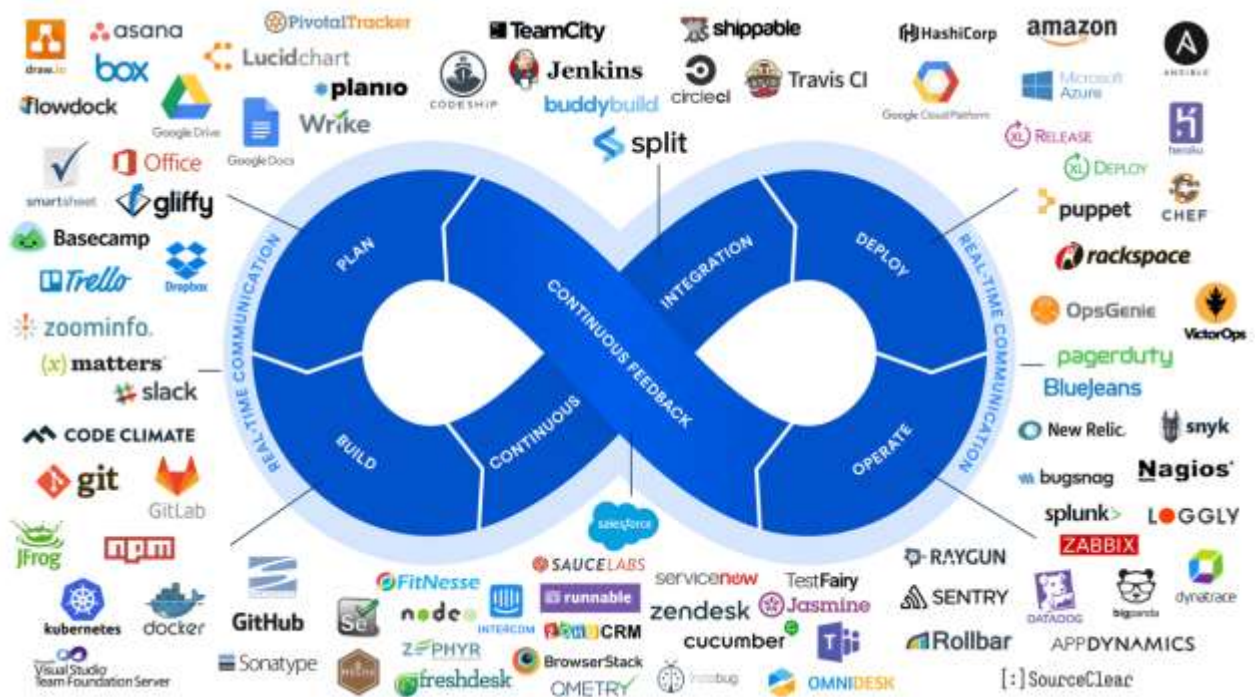 draw.io
asana
PivotalTracker
TeamCity
shippable
HashiCorp
amazon
ANSIBLE
box
Lucidchart
CODESHIP
Jenkins
circleci
Travis CI
Google Cloud Platform
Microsoft
Azure
flowdock
Google Drive
planio
buddybuild
Google Docs
Wrike
split
XL RELEASE
heroku
smartsheet
Office
XL DEPLOY
gliffy
puppet
CHEF
Basecamp
rackspace
Trello
Dropbox
OpsGenie
VictorOps
zoominfo.
pagerduty
(x)matters
BlueJeans
slack
REAL-TIME COMMUNICATION
PLAN
CONTINUOUS FEEDBACK
INTEGRATION
DEPLOY
REAL-TIME COMMUNICATION
BUILD
CONTINUOUS
OPERATE
CODE CLIMATE
New Relic.
snyk
git
GitLab
bugsnag
Nagios
splunk>
LOGGLY
JFrog
npm
salesforce
ZABBIX
SAUCELABS
RAYGUN
kubernetes
docker
GitHub
FitNesse
Se
node
INTERCOM
runnable
servicenow
TestFairy
zendesk
Jasmine
SENTRY
DATADOG
bigpanda
dynatrace
ZOHO CRM
cucumber
T
Rollbar
APPDYNAMICS
Visual Studio
Team Foundation Server
Sonatype
ZEPHYR
BrowserStack
freshdesk
OMETRY
Instabug
OMNIDESK
[:]SourceClear